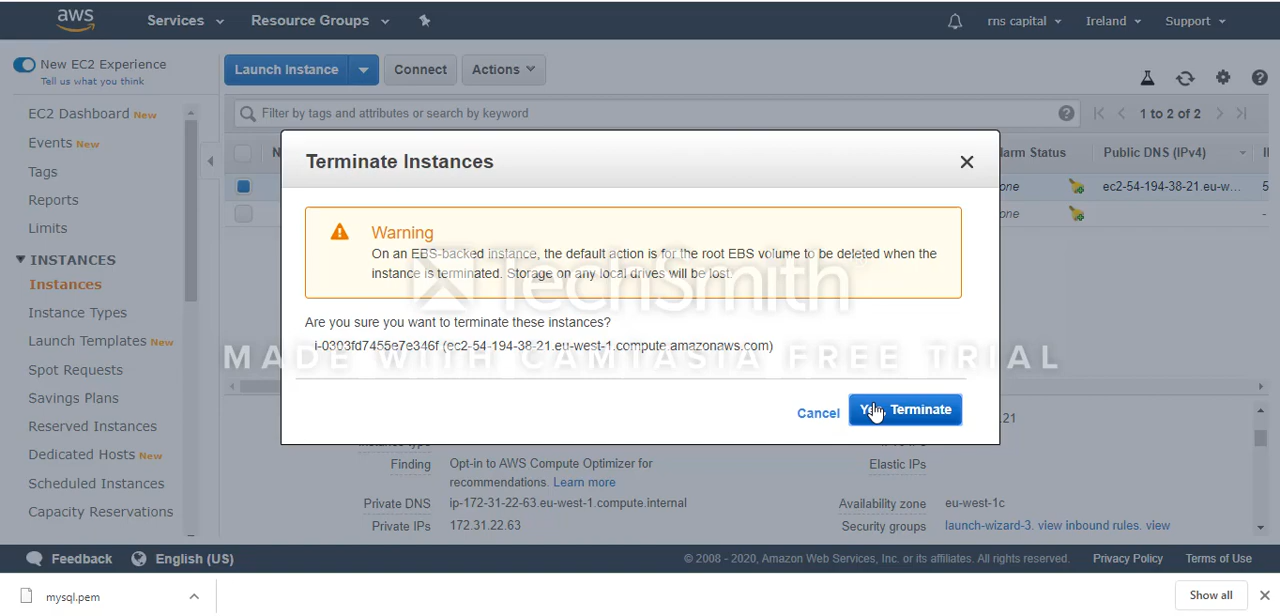 aws Services Resource Groups rns capital Ireland Support
New EC2 Experience
Tell us what you think
Launch Instance Connect Actions
EC2 Dashboard New
Events New
Tags
Reports
Limits
INSTANCES
Instances
Instance Types
Launch Templates New
Spot Requests
Savings Plans
Reserved Instances
Dedicated Hosts New
Scheduled Instances
Capacity Reservations
Filter by tags and attributes or search by keyword
1 to 2 of 2
Public DNS (IPv4)
Status
ec2-54-194-38-21.eu-w...
Terminate Instances
Warning
On an EBS-backed instance, the default action is for the root EBS volume to be deleted when the
instance is terminated. Storage on any local drives will be lost.
Are you sure you want to terminate these instances?
i-0303fd7455e7e346f (ec2-54-194-38-21.eu-west-1.compute.amazonaws.com)
Cancel Terminate
TechSmith
MADE WITH CAMTASIA FREE TRIAL
Finding Opt-in to AWS Compute Optimizer for
recommendations. Learn more
Elastic IPs
Private DNS ip-172-31-22-63.eu-west-1.compute.internal
Availability zone eu-west-1c
Private IPs 172.31.22.63
Security groups launch-wizard-3. view inbound rules. view
Feedback English (US) © 2008 - 2020, Amazon Web Services, Inc. or its affiliates. All rights reserved. Privacy Policy Terms of Use
mysql.pem Show all